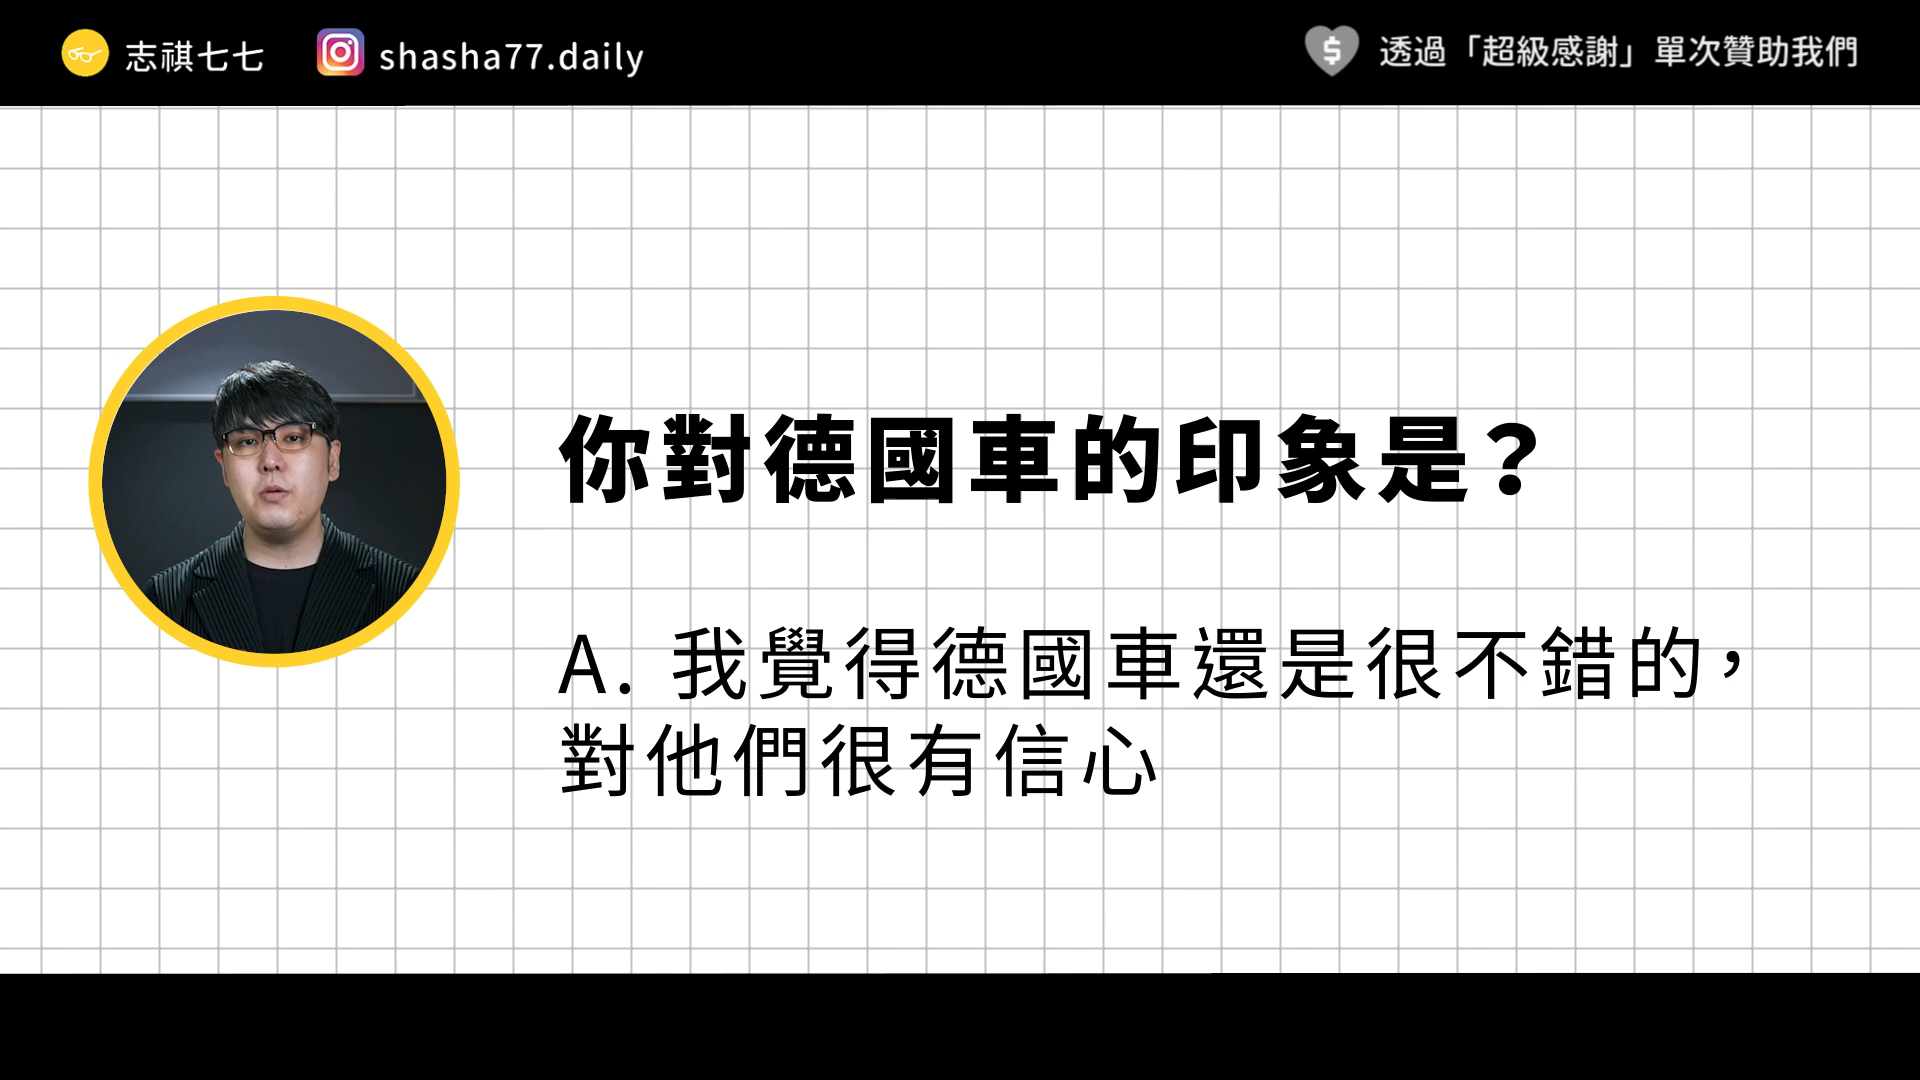 志祺七七
shasha77.daily
透過「超級感謝」單次贊助我們
你對德國車的印象是？
A. 我覺得德國車還是很不錯的，
對他們很有信心